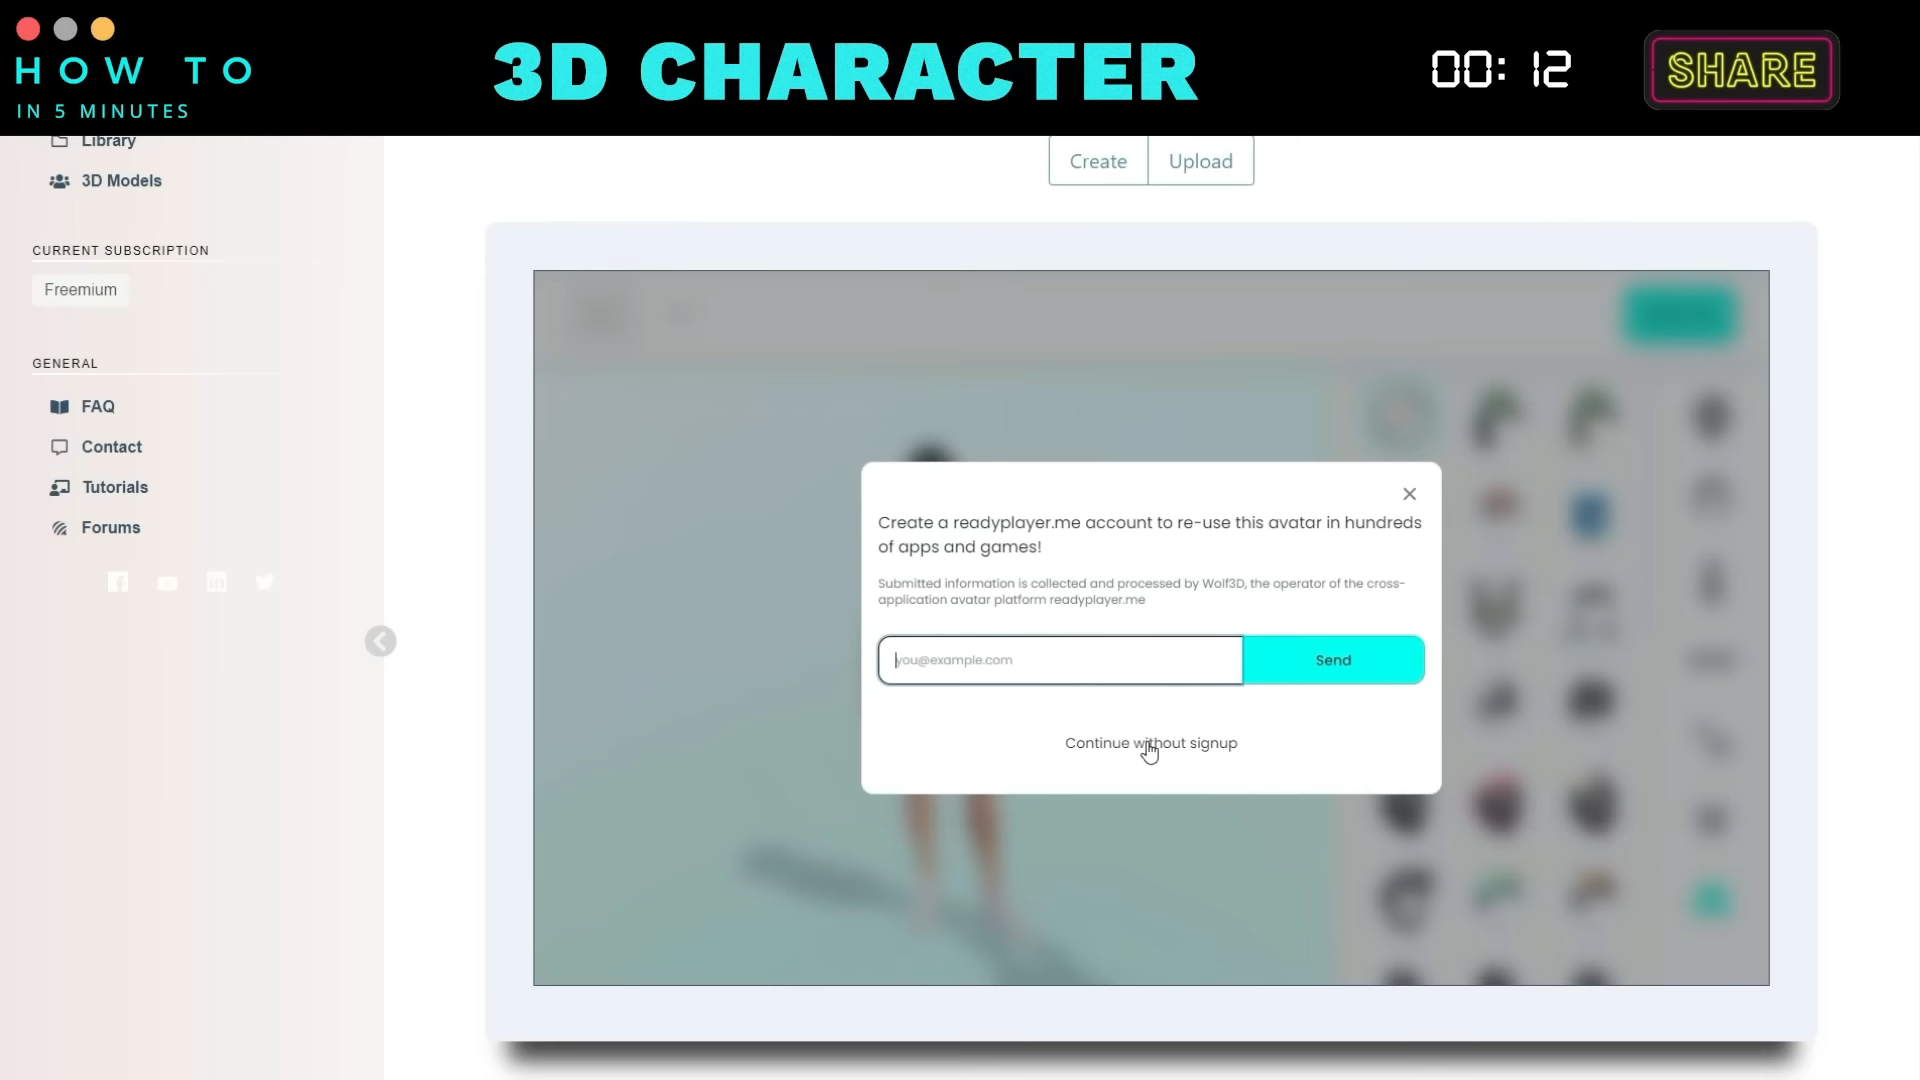 HOW TO
IN 5 MINUTES
3D CHARACTER
00:12
SHARE
Library
3D Models
CURRENT SUBSCRIPTION
Freemium
GENERAL
FAQ
Contact
Tutorials
Forums
Create
Upload
Create a readyplayer.me account to re-use this avatar in hundreds
of apps and games!
Submitted information is collected and processed by Wolf3D, the operator of the cross-
application avatar platform readyplayer.me
you@example.com
Send
Continue without signup